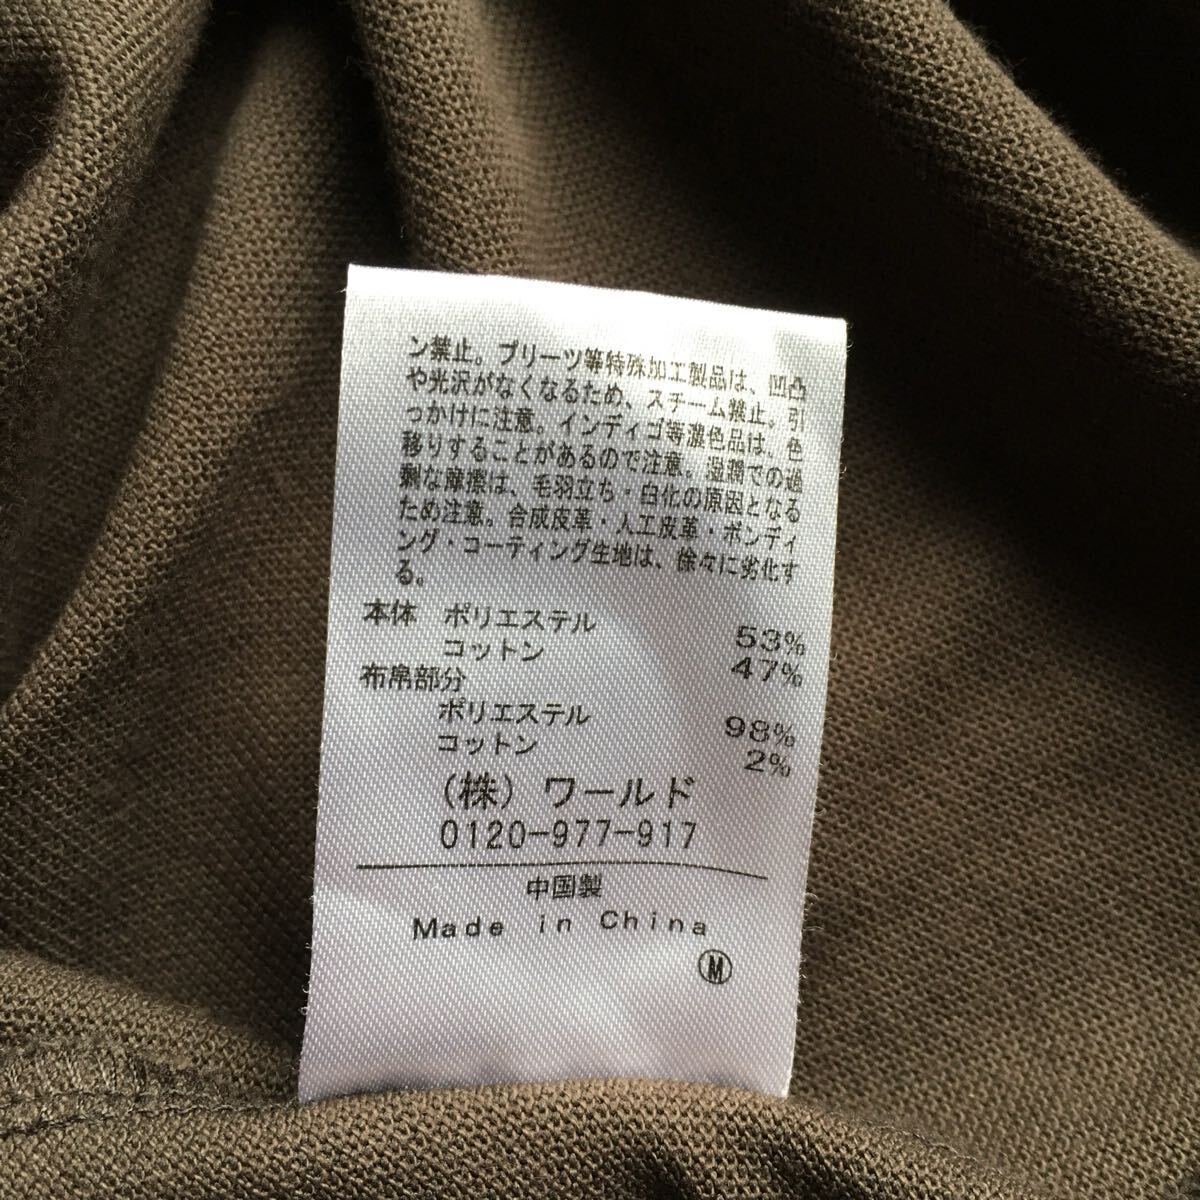 ン禁止。プリーツ等特殊加工製品は、凹凸
や光沢がなくなるため、スチーム禁止。引
っかけに注意。インディゴ等濃色品は、色
移りすることがあるので注意。湿潤での過
剰な摩擦は、毛羽立ち・白化の原因となる
ため注意。合成皮革・人工皮革・ボンディ
ング・コーティング生地は、徐々に劣化す
る。
本体 ポリエステル 53%
コットン 47%
布帛部分
ポリエステル 98%
コットン 2%
(株) ワールド
0120-977-917
中国製
Made in China
M